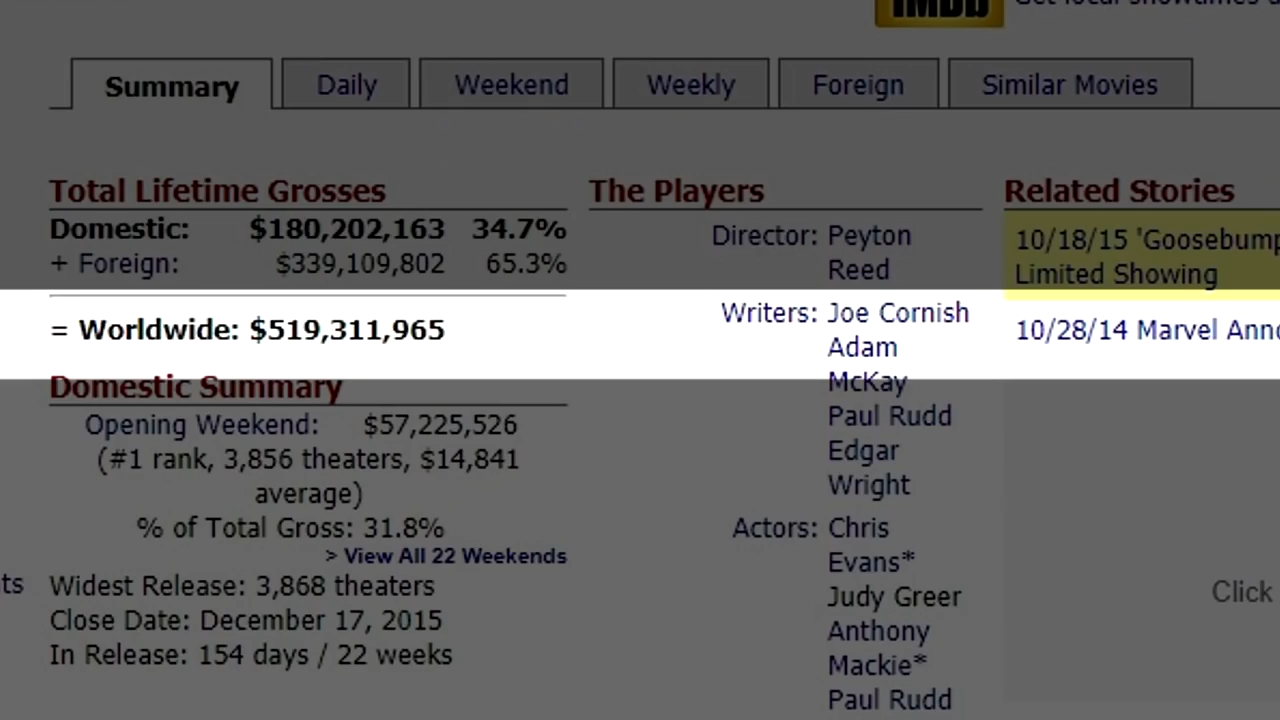 IMDb
Summary
Daily
Weekend
Weekly
Foreign
Similar Movies
Total Lifetime Grosses
Domestic: $180,202,163 34.7%
+ Foreign: $339,109,802 65.3%
= Worldwide: $519,311,965
Domestic Summary
Opening Weekend: $57,225,526
(#1 rank, 3,856 theaters, $14,841
average)
% of Total Gross: 31.8%
> View All 22 Weekends
Widest Release: 3,868 theaters
Close Date: December 17, 2015
In Release: 154 days / 22 weeks
ts
The Players
Director: Peyton
Reed
Writers: Joe Cornish
Adam
McKay
Paul Rudd
Edgar
Wright
Actors: Chris
Evans*
Judy Greer
Anthony
Mackie*
Paul Rudd
Related Stories
10/18/15 'Goosebump
Limited Showing
10/28/14 Marvel Anno
Click